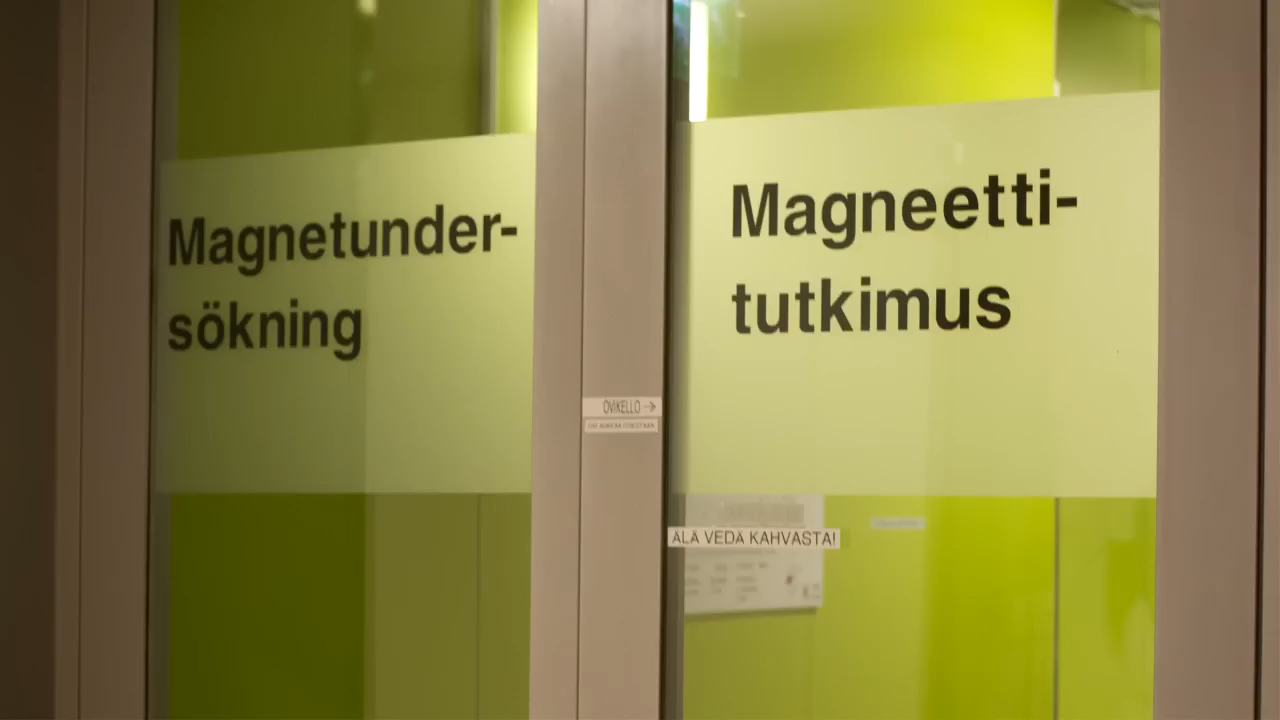 Magnetunder-
sökning
Magneetti-
tutkimus
OVIKELLO →
ÄLÄ VEDÄ KAHVASTA!